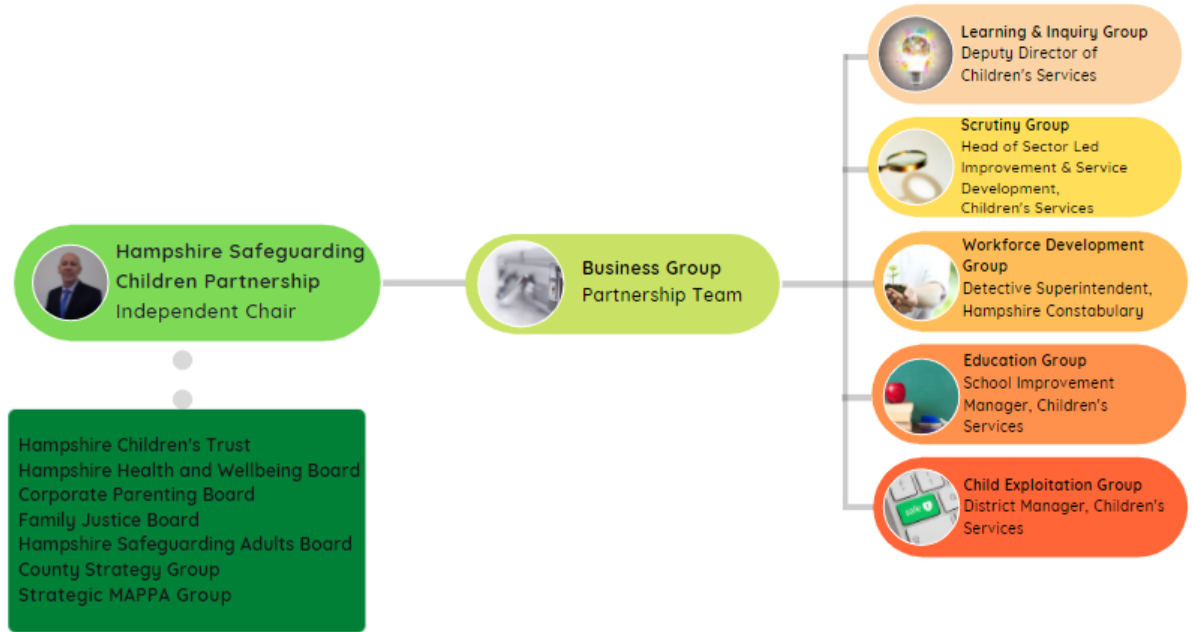 Learning & Inquiry Group
Deputy Director of
Children's Services
Scrutiny Group
Head of Sector Led
Improvement & Service
Development,
Children's Services
Hampshire Safeguarding
Children Partnership
Independent Chair
Business Group
Partnership Team
Workforce Development
Group
Detective Superintendent,
Hampshire Constabulary
Education Group
School Improvement
Manager, Children's
Services
Child Exploitation Group
District Manager, Children's
Services
safe
Hampshire Children's Trust
Hampshire Health and Wellbeing Board
Corporate Parenting Board
Family Justice Board
Hampshire Safeguarding Adults Board
County Strategy Group
Strategic MAPPA Group